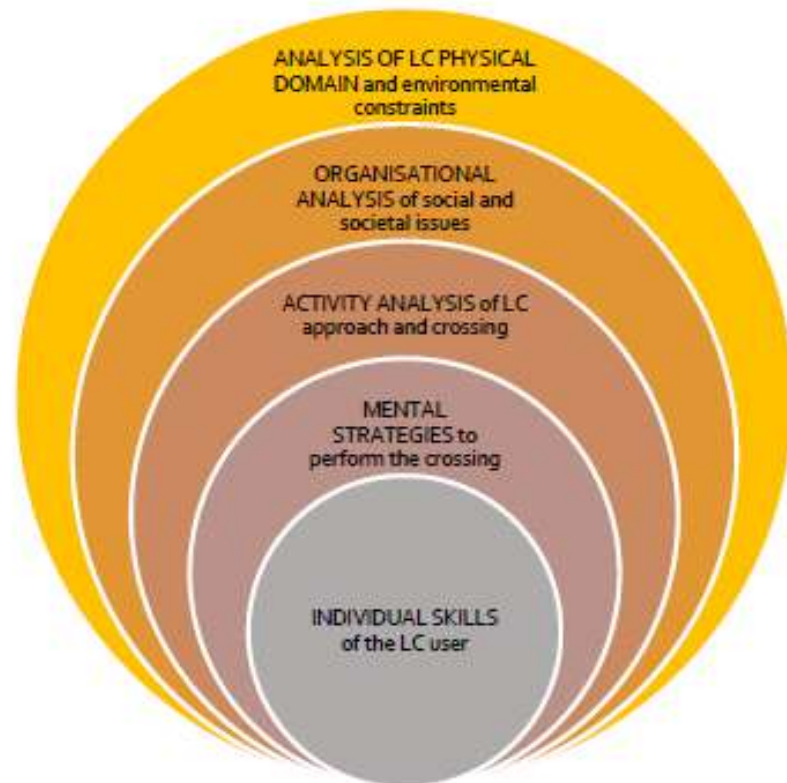 ANALYSIS OF LC PHYSICAL
DOMAIN and environmental
constraints
ORGANISATIONAL
ANALYSIS of social and
societal issues
ACTIVITY ANALYSIS of LC
approach and crossing
MENTAL
STRATEGIES to
perform the crossing
INDIVIDUAL SKILLS
of the LC user